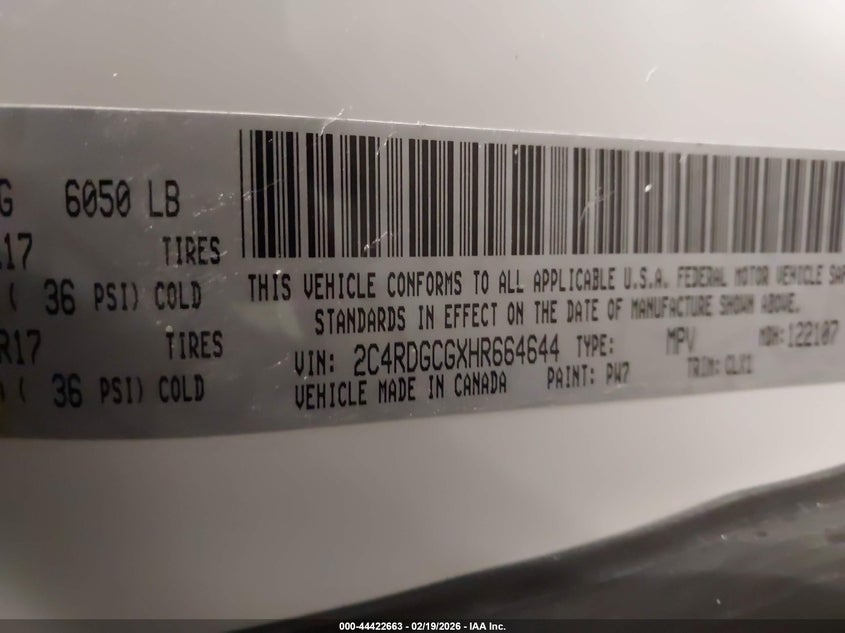 G 6050 LB
.17 TIRES
( 36 PSI) COLD
R17 TIRES
( 36 PSI) COLD
THIS VEHICLE CONFORMS TO ALL APPLICABLE U.S.A. FEDERAL MOTOR VEHICLE SAF
STANDARDS IN EFFECT ON THE DATE OF MANUFACTURE SHOWN ABOVE.
VIN: 2C4RDGCGXHR664644 TYPE: MPV MDH: 122107
VEHICLE MADE IN CANADA PAINT: PW7 TRIM:
000-44422663 - 02/19/2026 - IAA Inc.